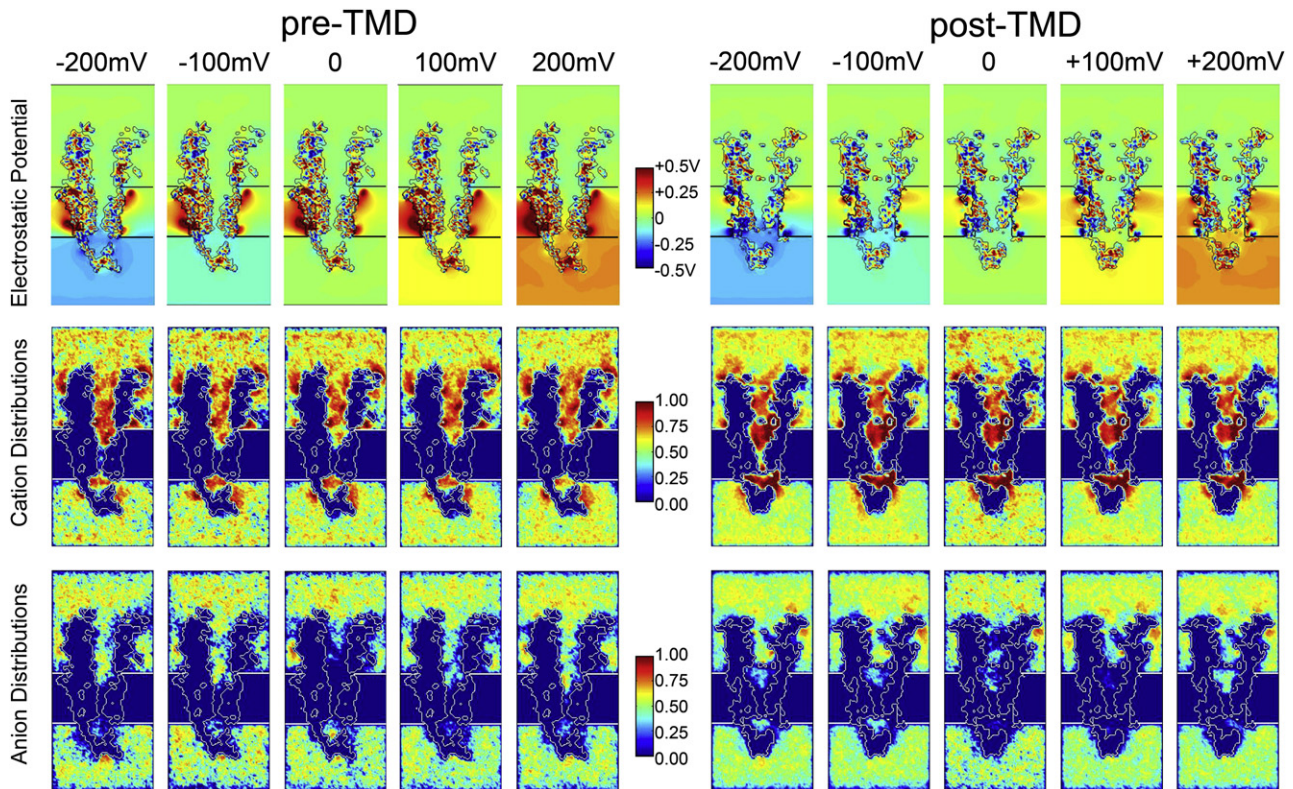 pre-TMD post-TMD
-200mV -100mV 0 100mV 200mV -200mV -100mV 0 +100mV +200mV
Electrostatic Potential
+0.5V
+0.25
0
-0.25
-0.5V
Cation Distributions
1.00
0.75
0.50
0.25
0.00
Anion Distributions
1.00
0.75
0.50
0.25
0.00